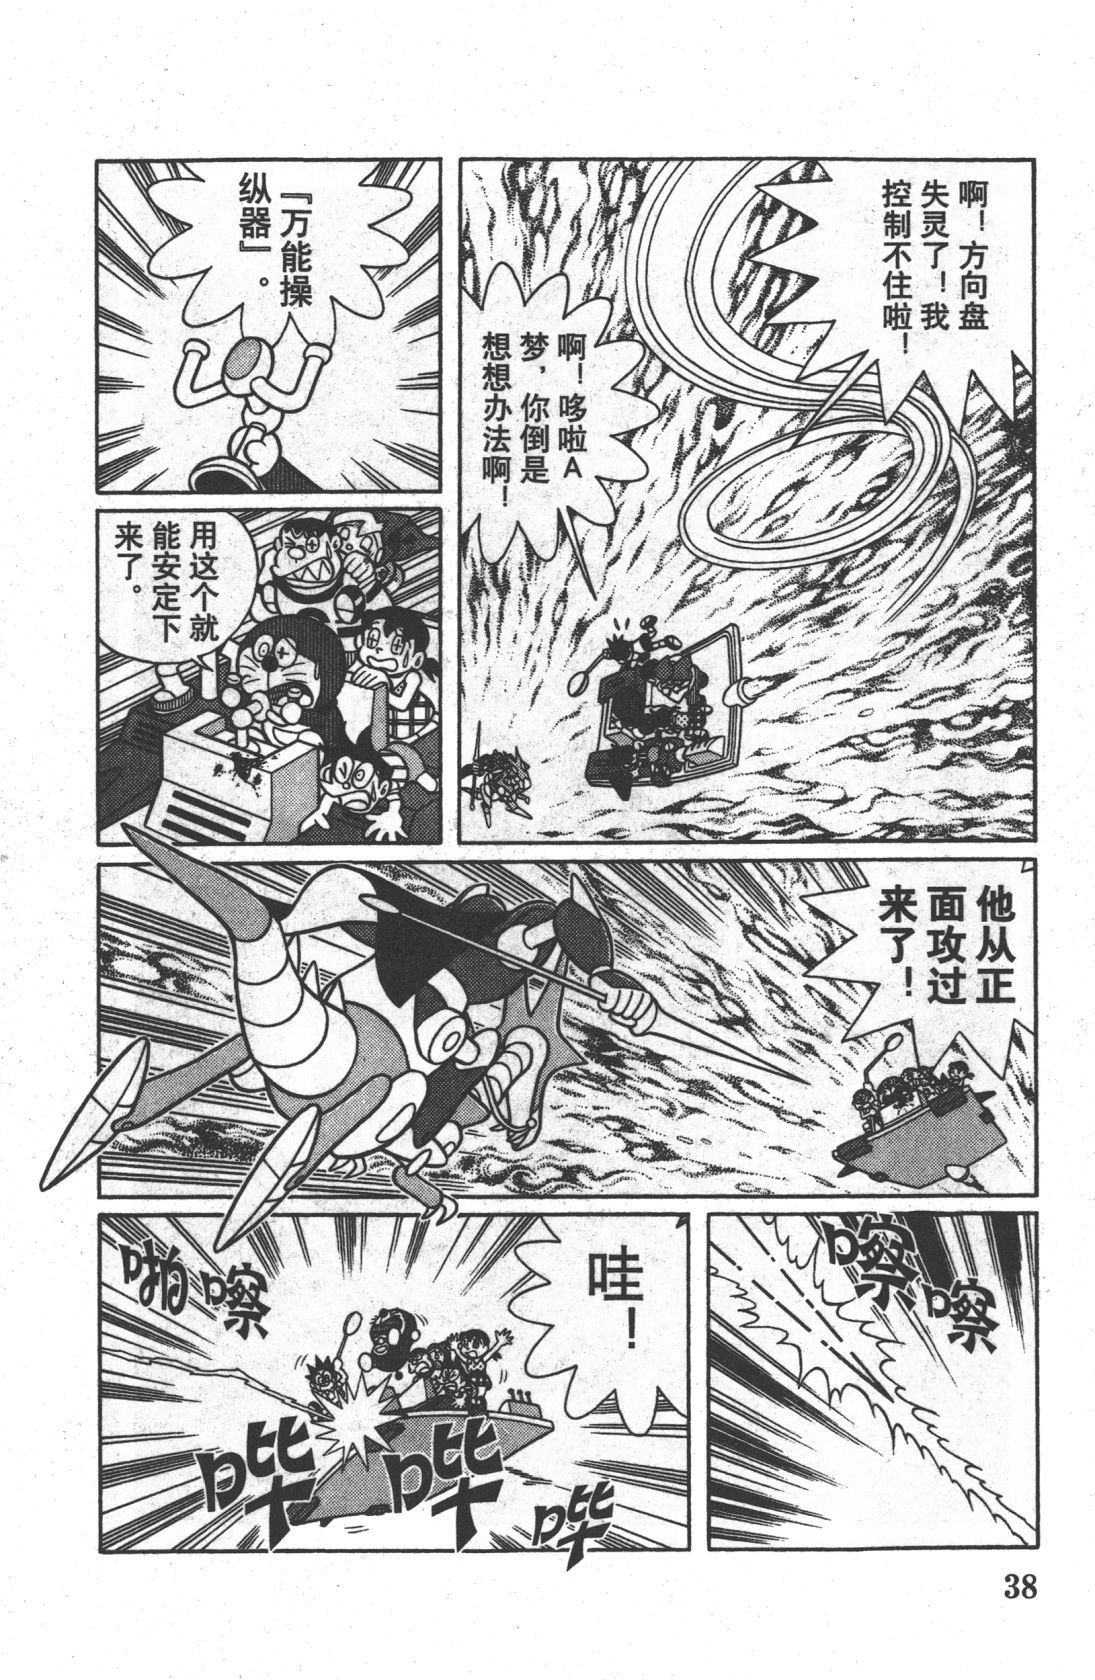 啊！方向盘
失灵了！我
控制不住啦！
啊！哆啦A
梦，你倒是
想想办法啊！
『万能操
纵器』。
用这个就
能安定下
来了。
他从正
面攻过
来了！
嚓
嚓
哇！
啪
嚓
哔
哔
哔
38